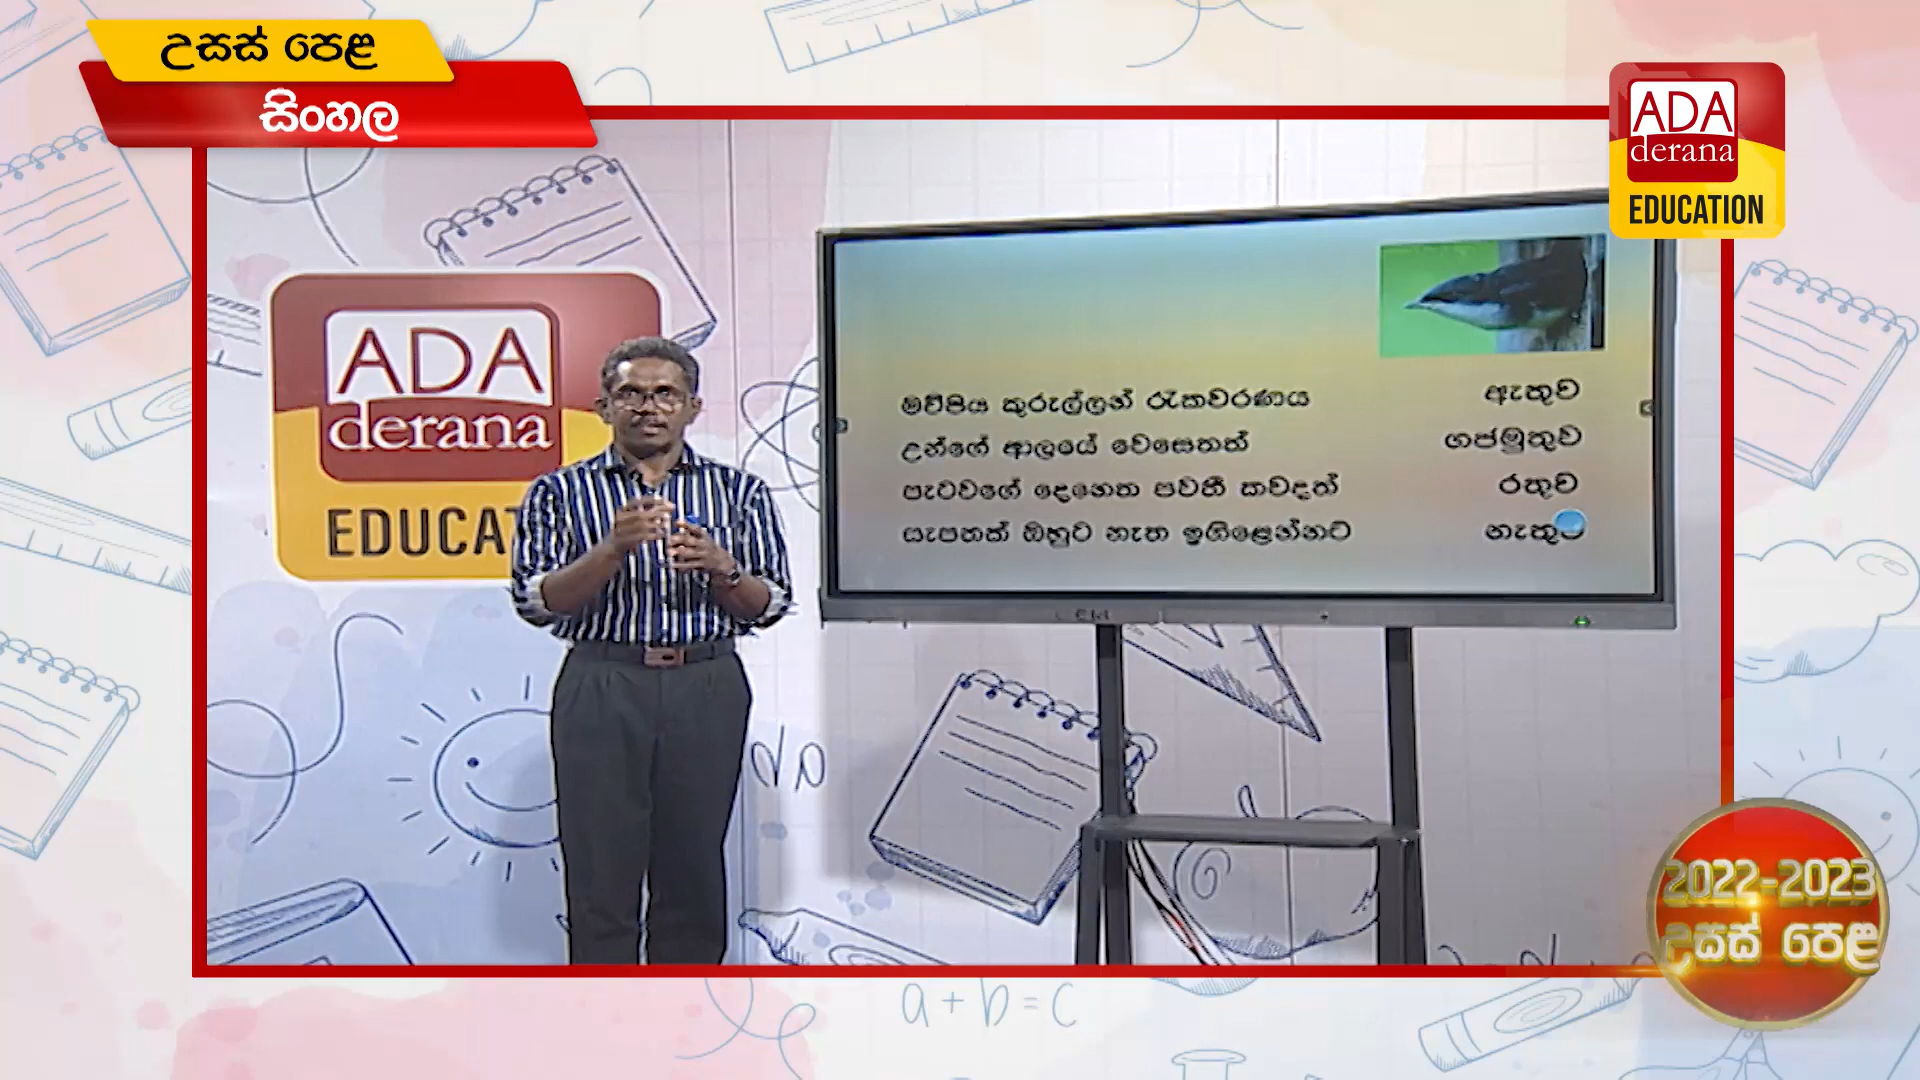 උසස් පෙළ
සිංහල
ADA
derana
EDUCATION
ADA
derana
EDUCAT
මව්පිය කුරුල්ලන් රැකවරණය ඇතුව
උන්ගේ ආලයේ වෙසෙතත් ගජමුතුව
පැටවගේ දෙනෙත පවතී කවදත් රතුව
සැපතක් ඔහුට නැත ඉගිළෙන්නට නැතුව
2022-2023
උසස් පෙළ
a + b = c